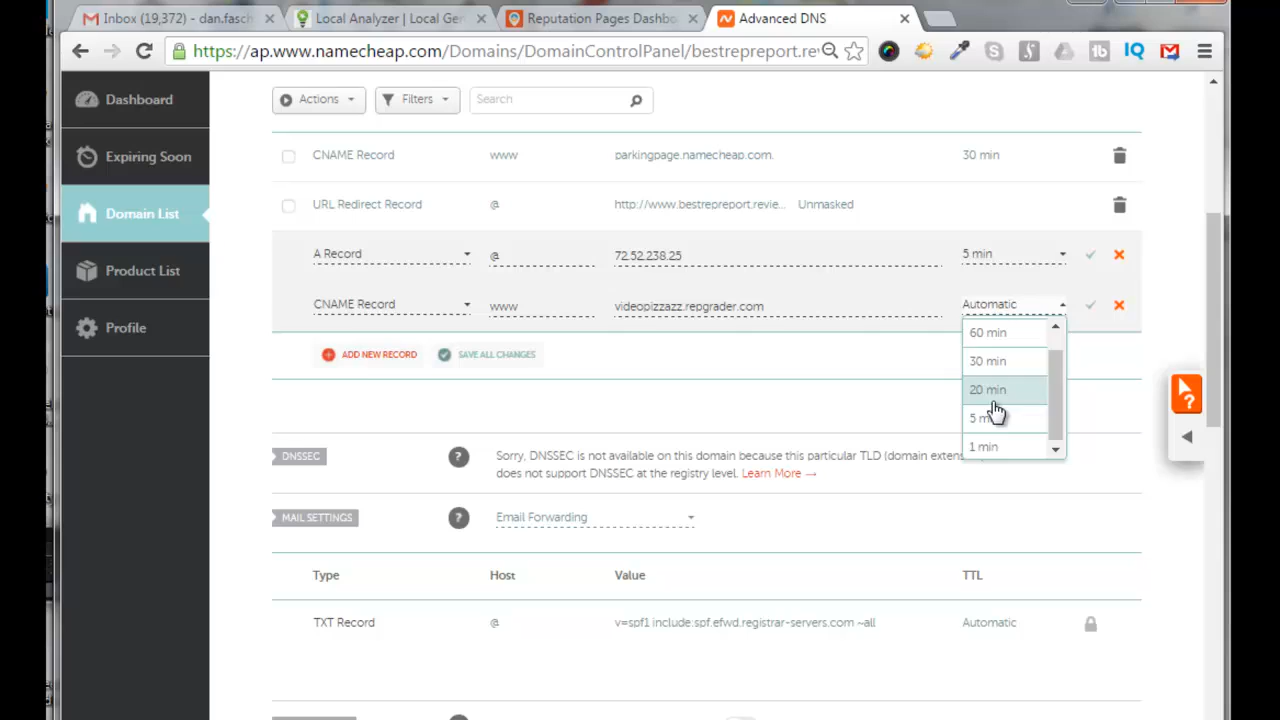 Inbox (19,372) - dan.fasch
Local Analyzer | Local Ger
Reputation Pages Dashbo
Advanced DNS
https://ap.www.namecheap.com/Domains/DomainControlPanel/bestrepreport.re
Dashboard
Expiring Soon
Domain List
Product List
Profile
Actions
Filters
Search
CNAME Record www parkingpage.namecheap.com. 30 min
URL Redirect Record @ http://www.bestrepreport.revie... Unmasked
A Record @ 72.52.238.25 5 min
CNAME Record www videopizzazz.repgrader.com Automatic
60 min
30 min
20 min
5 m
1 min
ADD NEW RECORD SAVE ALL CHANGES
DNSSEC ? Sorry, DNSSEC is not available on this domain because this particular TLD (domain exten
does not support DNSSEC at the registry level. Learn More →
MAIL SETTINGS ? Email Forwarding
Type Host Value TTL
TXT Record @ v=spf1 include:spf.efwd.registrar-servers.com ~all Automatic